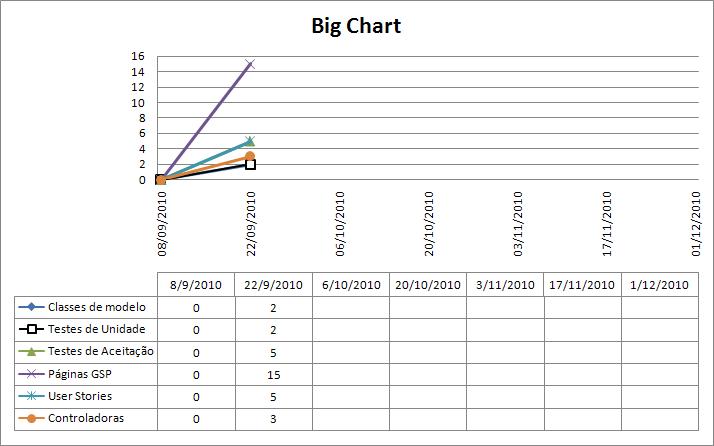 Big Chart
16
14
12
10
8
6
4
2
0
08/09/2010
22/09/2010
06/10/2010
20/10/2010
03/11/2010
17/11/2010
01/12/2010
8/9/2010 22/9/2010 6/10/2010 20/10/2010 3/11/2010 17/11/2010 1/12/2010
Classes de modelo 0 2
Testes de Unidade 0 2
Testes de Aceitação 0 5
Páginas GSP 0 15
User Stories 0 5
Controladoras 0 3